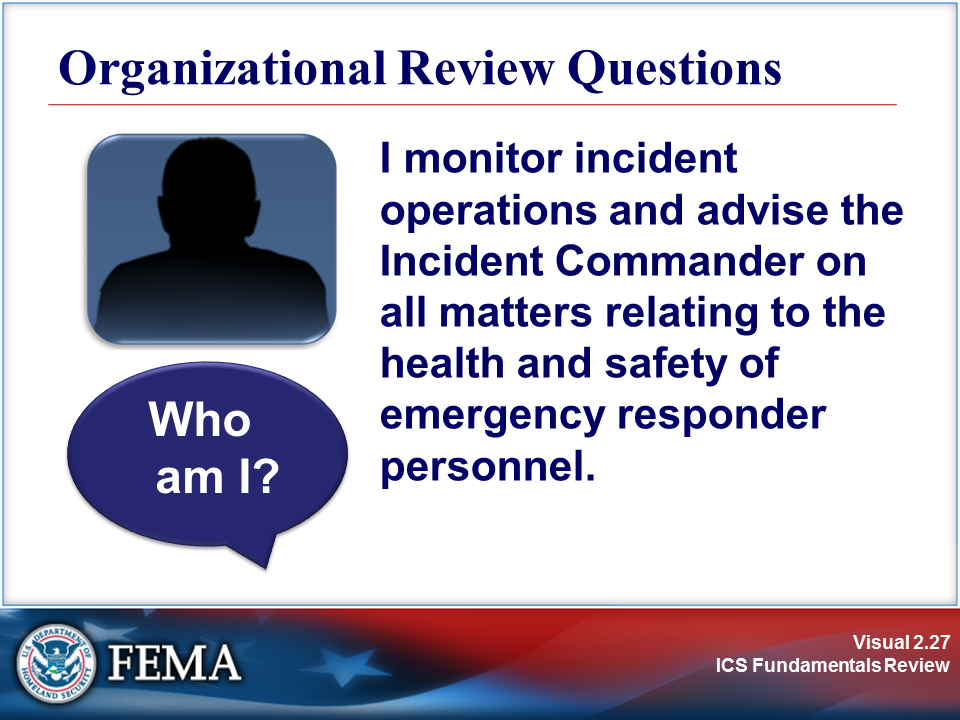 Organizational Review Questions
I monitor incident
operations and advise the
Incident Commander on
all matters relating to the
health and safety of
emergency responder
personnel.
Who
am I?
U.S. DEPARTMENT OF
HOMELAND SECURITY
FEMA
Visual 2.27
ICS Fundamentals Review